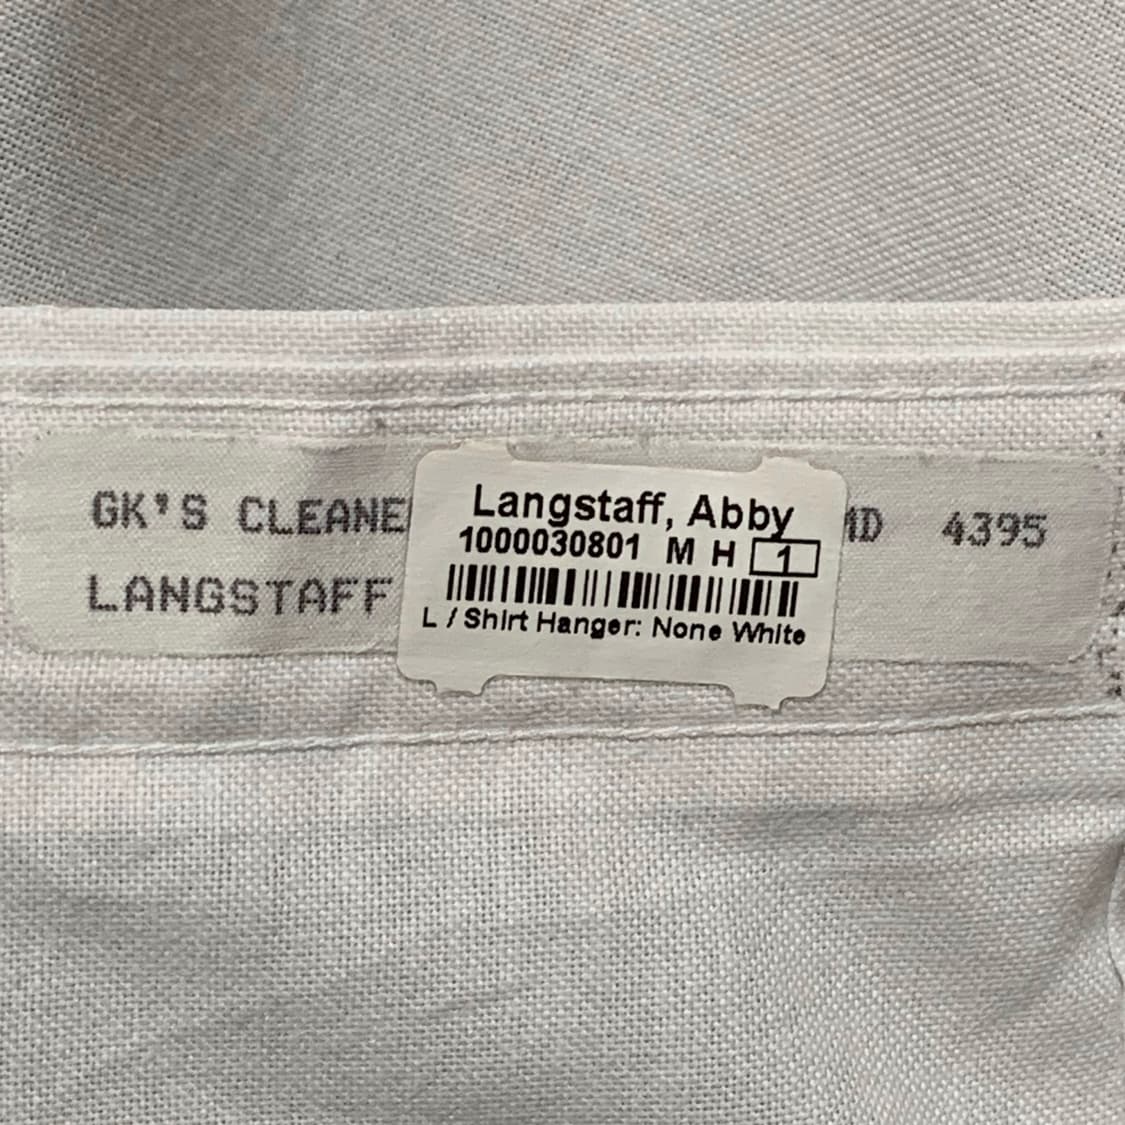 GK'S CLEANE MD 4395
LANGSTAFF
Langstaff, Abby
1000030801 M H 1
L / Shirt Hanger: None White